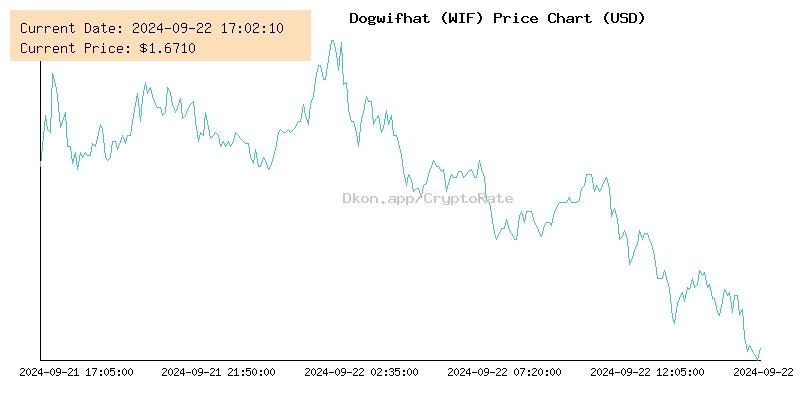 Dogwifhat (WIF) Price Chart (USD)
Current Date: 2024-09-22 17:02:10
Current Price: $1.6710
Dkon.app/CryptoRate
2024-09-21 17:05:00 2024-09-21 21:50:00 2024-09-22 02:35:00 2024-09-22 07:20:00 2024-09-22 12:05:00 2024-09-22